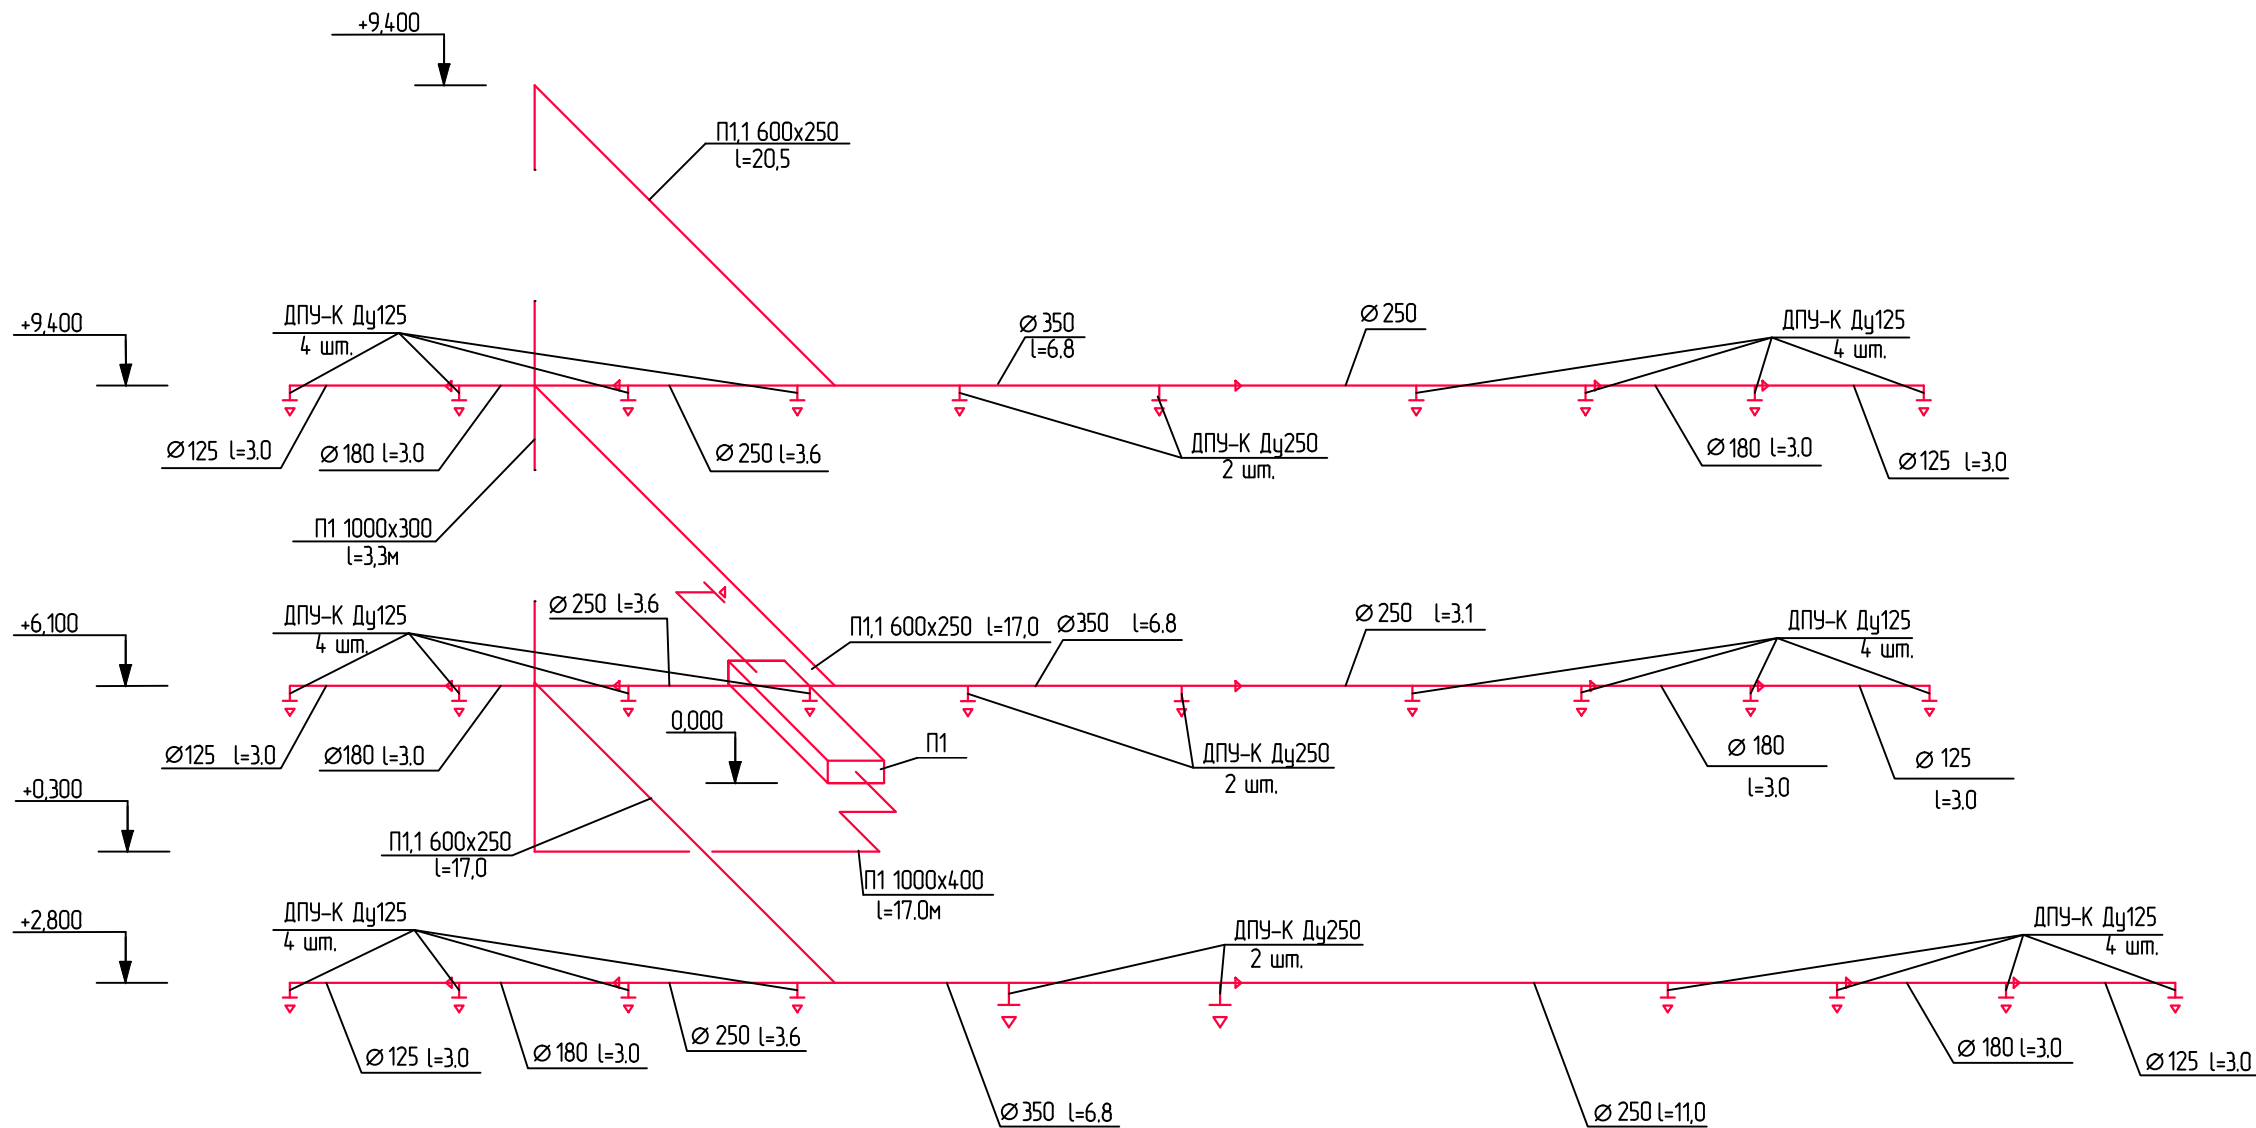 +9,400
П1,1 600х250
l=20,5
+9,400
ДПУ-К Ду125
4 шт.
Ø 350
l=6.8
Ø 250
ДПУ-К Ду125
4 шт.
Ø125 l=3.0
Ø 180 l=3.0
Ø 250 l=3.6
ДПУ-К Ду250
2 шт.
Ø 180 l=3.0
Ø125 l=3.0
П1 1000х300
l=3,3м
+6,100
ДПУ-К Ду125
4 шт.
Ø 250 l=3.6
П1,1 600х250 l=17,0
Ø350 l=6.8
Ø 250 l=3.1
ДПУ-К Ду125
4 шт.
Ø125 l=3.0
Ø180 l=3.0
0,000
П1
ДПУ-К Ду250
2 шт.
Ø 180
l=3.0
Ø 125
l=3.0
+0,300
П1,1 600х250
l=17,0
П1 1000х400
l=17.0м
+2,800
ДПУ-К Ду125
4 шт.
ДПУ-К Ду250
2 шт.
ДПУ-К Ду125
4 шт.
Ø 125 l=3.0
Ø 180 l=3.0
Ø 250 l=3.6
Ø 350 l=6.8
Ø 250 l=11,0
Ø 180 l=3.0
Ø 125 l=3.0